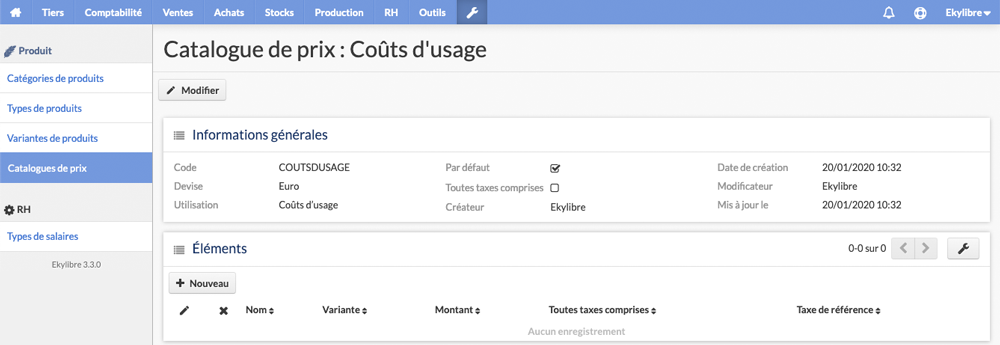 Tiers Comptabilité Ventes Achats Stocks Production RH Outils Ekylibre
Produit
Catégories de produits
Types de produits
Variantes de produits
Catalogues de prix
RH
Types de salaires
Ekylibre 3.3.0
Catalogue de prix : Coûts d'usage
Modifier
Informations générales
Code COUTSDUSAGE Par défaut Date de création 20/01/2020 10:32
Devise Euro Toutes taxes comprises Modificateur Ekylibre
Utilisation Coûts d'usage Créateur Ekylibre Mis à jour le 20/01/2020 10:32
Éléments 0-0 sur 0
Nouveau
Nom Variante Montant Toutes taxes comprises Taxe de référence
Aucun enregistrement